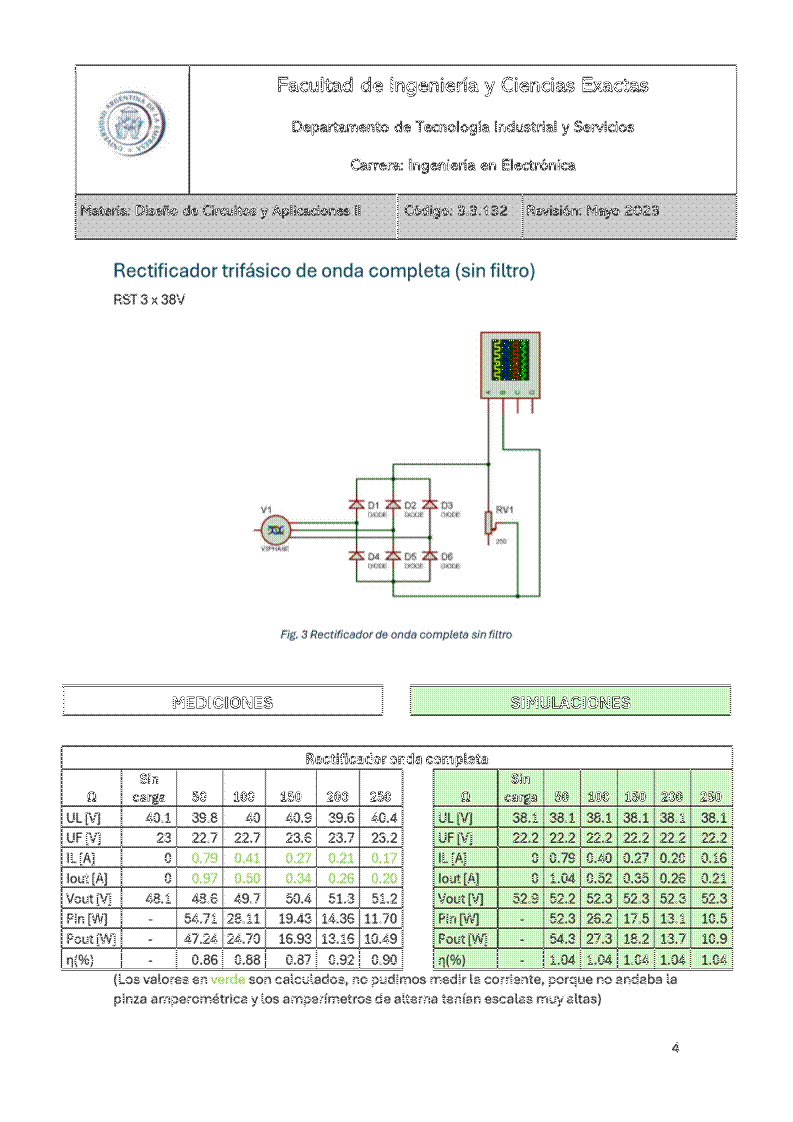 UNIVERSIDAD ARGENTINA DE LA EMPRESA
Facultad de Ingeniería y Ciencias Exactas
Departamento de Tecnología Industrial y Servicios
Carrera: Ingeniería en Electrónica
Materia: Diseño de Circuitos y Aplicaciones II Código: 3.3.132 Revisión: Mayo 2023
Rectificador trifásico de onda completa (sin filtro)
RST 3 x 38V
A B C D
V1
V3PHASE
D1 D2 D3
DIODE DIODE DIODE
RV1
250
D4 D5 D6
DIODE DIODE DIODE
Fig. 3 Rectificador de onda completa sin filtro
MEDICIONES SIMULACIONES
Rectificador onda completa
Ω Sin carga 50 100 150 200 250 Ω Sin carga 50 100 150 200 250
UL [V] 40.1 39.8 40 40.9 39.6 40.4 UL [V] 38.1 38.1 38.1 38.1 38.1 38.1
UF [V] 23 22.7 22.7 23.6 23.7 23.2 UF [V] 22.2 22.2 22.2 22.2 22.2 22.2
IL [A] 0 0.79 0.41 0.27 0.21 0.17 IL [A] 0 0.79 0.40 0.27 0.20 0.16
Iout [A] 0 0.97 0.50 0.34 0.26 0.20 Iout [A] 0 1.04 0.52 0.35 0.26 0.21
Vout [V] 48.1 48.6 49.7 50.4 51.3 51.2 Vout [V] 52.9 52.2 52.3 52.3 52.3 52.3
Pin [W] - 54.71 28.11 19.43 14.36 11.70 Pin [W] - 52.3 26.2 17.5 13.1 10.5
Pout [W] - 47.24 24.70 16.93 13.16 10.49 Pout [W] - 54.3 27.3 18.2 13.7 10.9
η(%) - 0.86 0.88 0.87 0.92 0.90 η(%) - 1.04 1.04 1.04 1.04 1.04
(Los valores en verde son calculados, no pudimos medir la corriente, porque no andaba la
pinza amperométrica y los amperímetros de alterna tenían escalas muy altas)
4